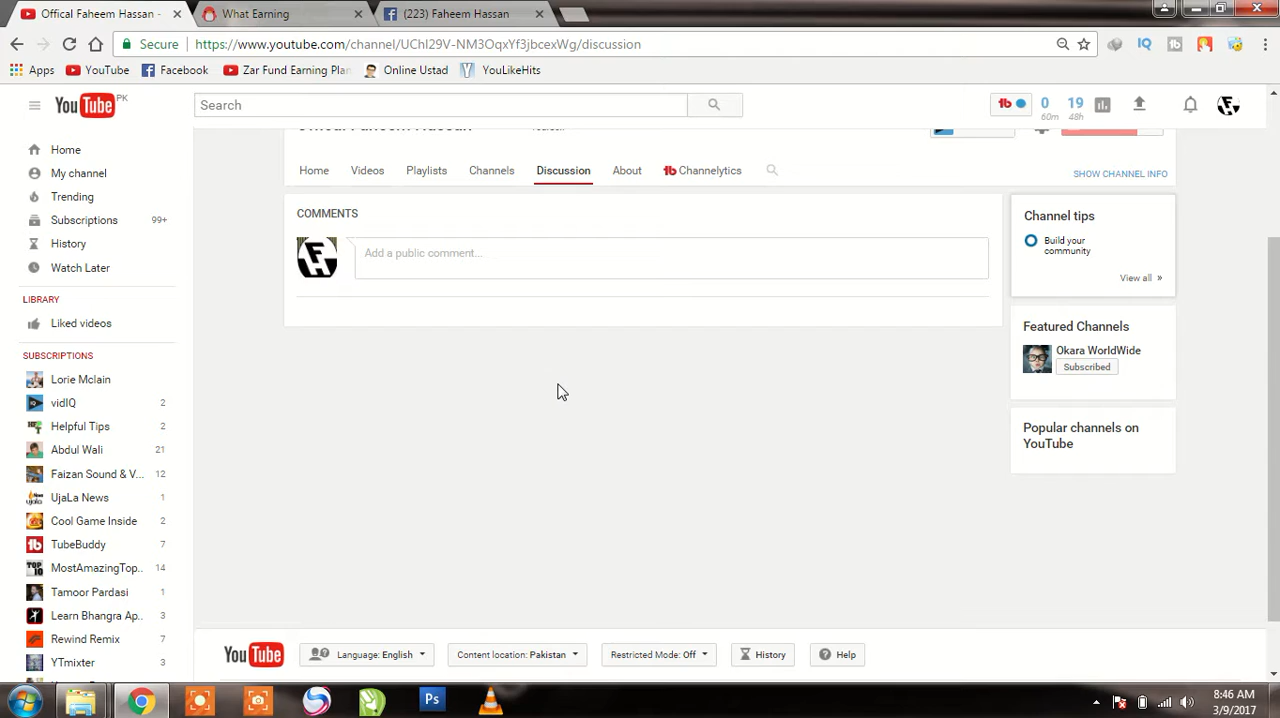 Offical Faheem Hassan -
What Earning
(223) Faheem Hassan
Secure
https://www.youtube.com/channel/UChI29V-NM3OqxYf3jbcexWg/discussion
Apps
YouTube
Facebook
Zar Fund Earning Plan
Online Ustad
YouLikeHits
YouTube PK
Search
0
60m
19
48h
Home
Videos
Playlists
Channels
Discussion
About
Channelytics
SHOW CHANNEL INFO
Home
My channel
Trending
Subscriptions 99+
History
Watch Later
LIBRARY
Liked videos
SUBSCRIPTIONS
Lorie Mclain
vidIQ 2
Helpful Tips 2
Abdul Wali 21
Faizan Sound & V... 12
UjaLa News 1
Cool Game Inside 2
TubeBuddy 7
MostAmazingTop.. 14
Tamoor Pardasi 1
Learn Bhangra Ap.. 3
Rewind Remix 7
YTmixter 3
COMMENTS
Add a public comment...
Channel tips
Build your
community
View all »
Featured Channels
Okara WorldWide
Subscribed
Popular channels on
YouTube
YouTube
Language: English
Content location: Pakistan
Restricted Mode: Off
History
Help
8:46 AM
3/9/2017